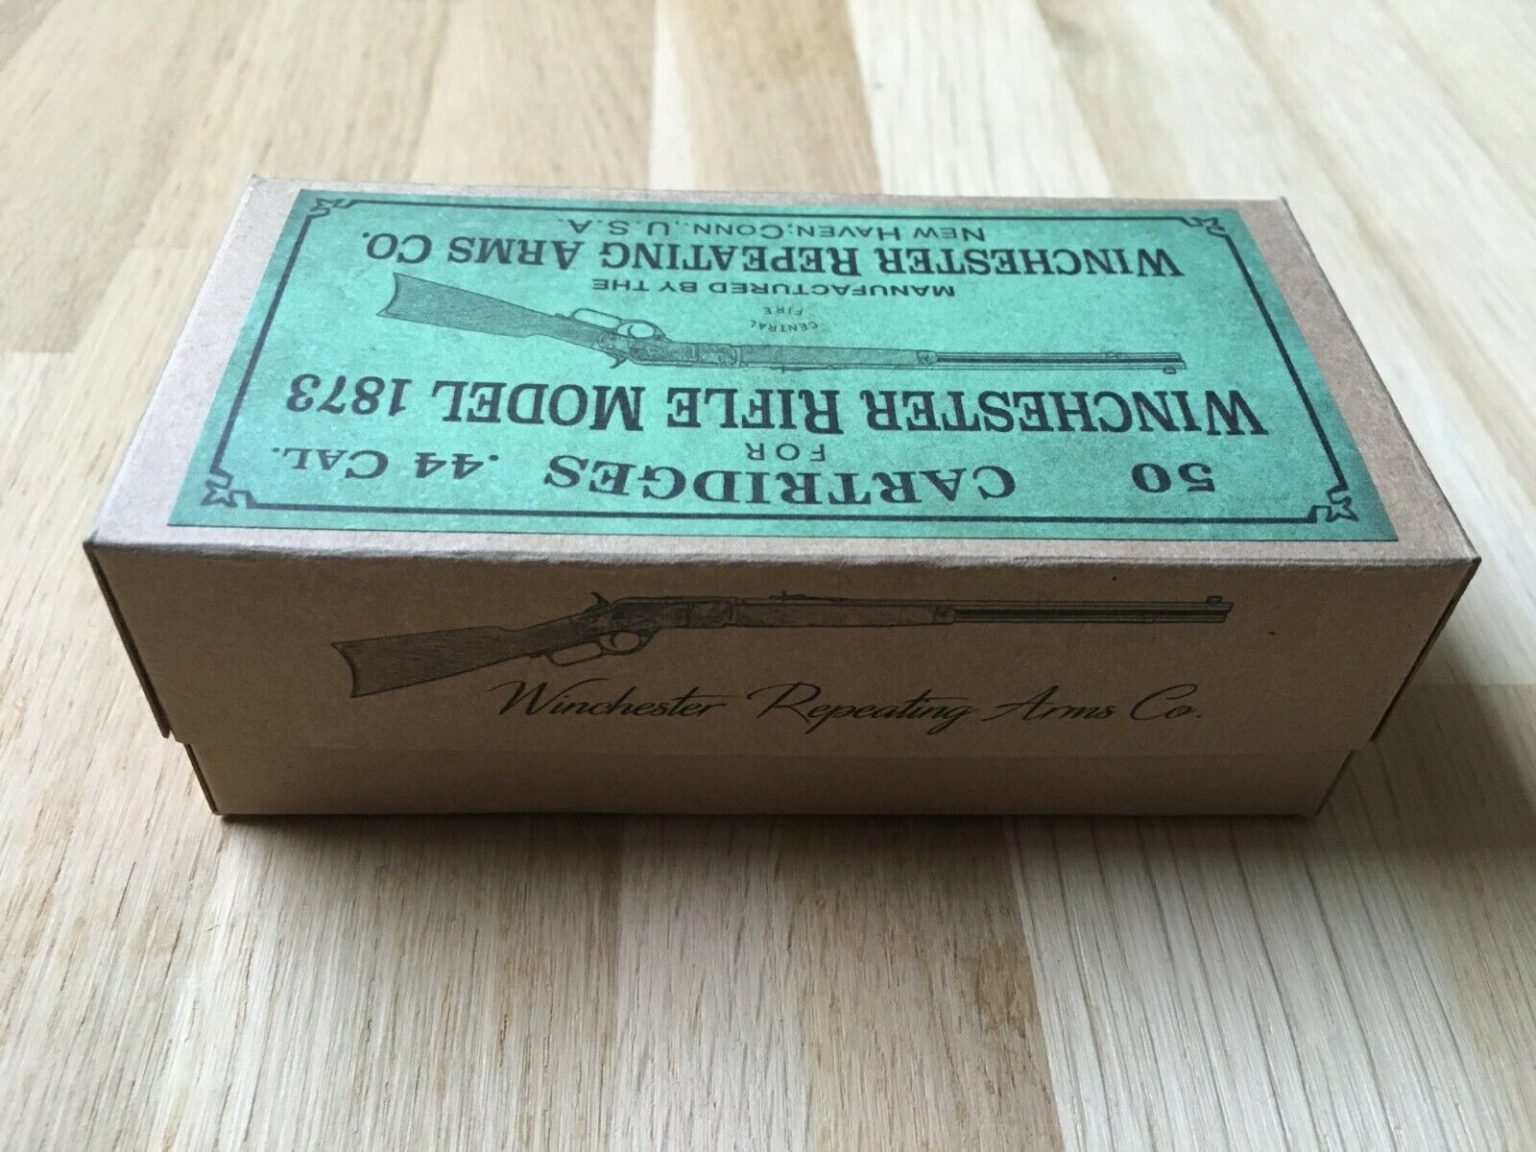 50 CARTRIDGES .44 CAL.
FOR
WINCHESTER RIFLE MODEL 1873
CENTRAL
FIRE
MANUFACTURED BY THE
WINCHESTER REPEATING ARMS CO.
NEW HAVEN, CONN., U.S.A.
Winchester Repeating Arms Co.